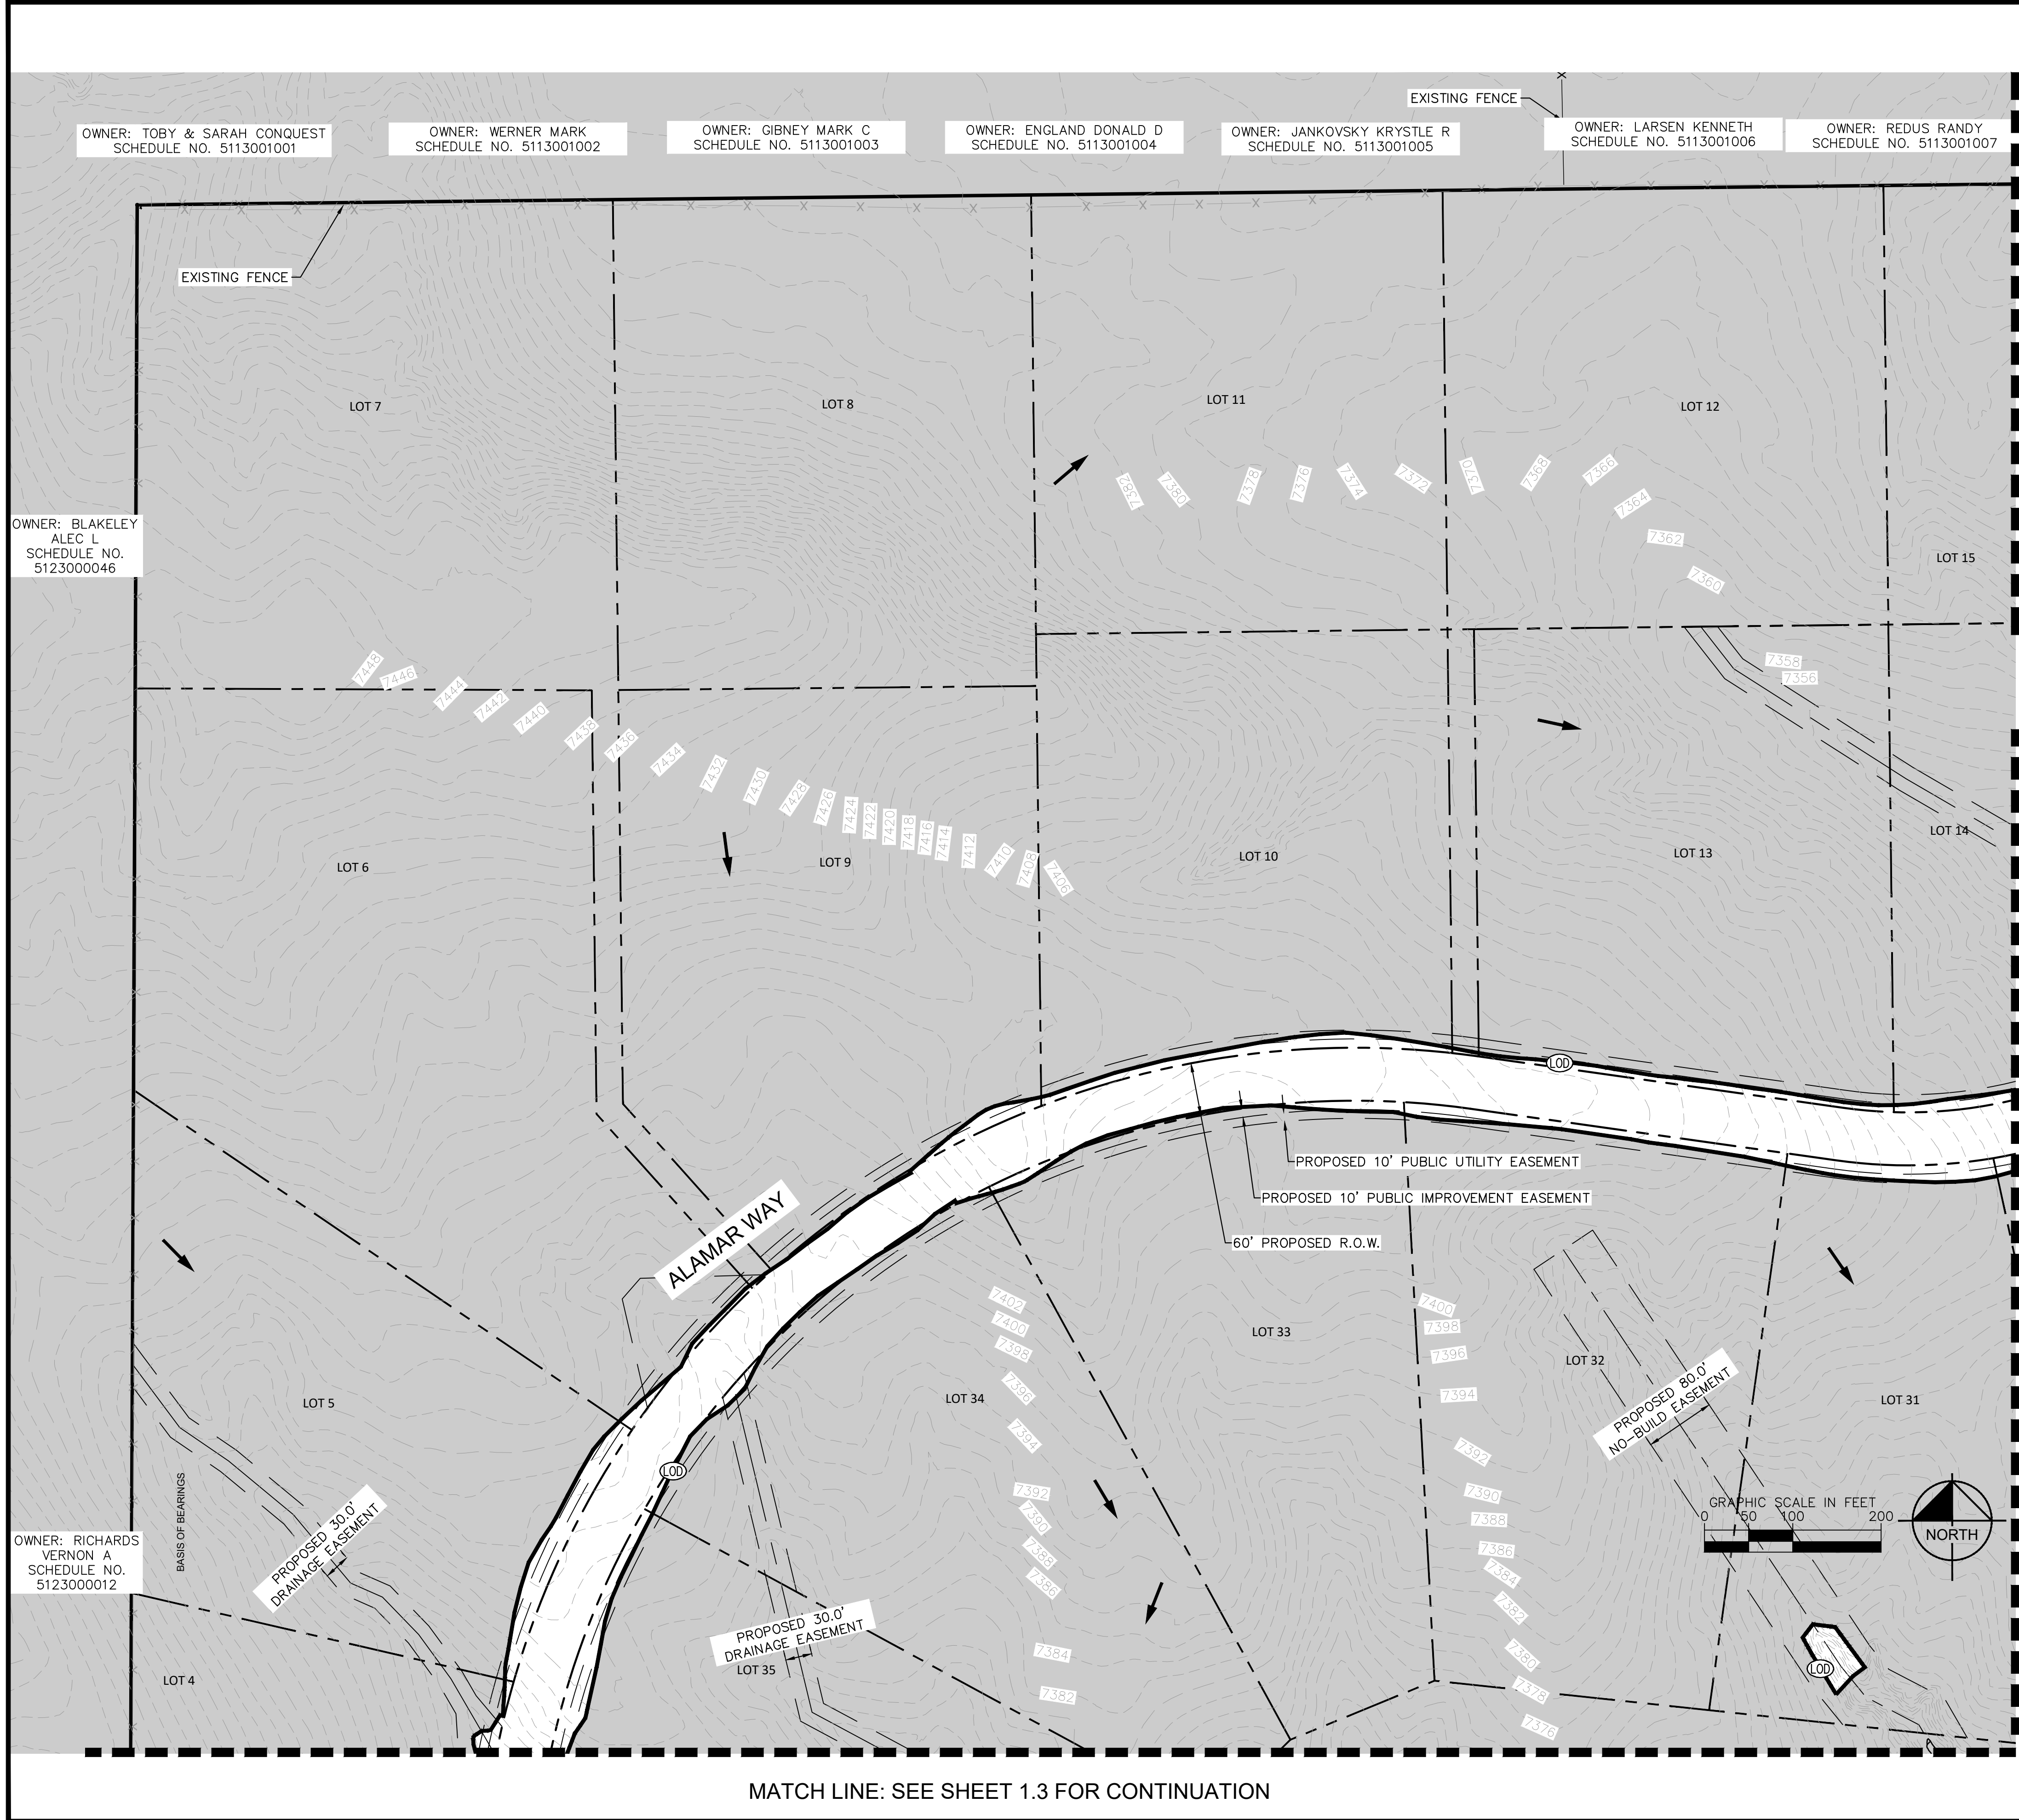 EXISTING FENCE
OWNER: TOBY & SARAH CONQUEST
SCHEDULE NO. 5113001001
OWNER: WERNER MARK
SCHEDULE NO. 5113001002
OWNER: GIBNEY MARK C
SCHEDULE NO. 5113001003
OWNER: ENGLAND DONALD D
SCHEDULE NO. 5113001004
OWNER: JANKOVSKY KRYSTLE R
SCHEDULE NO. 5113001005
OWNER: LARSEN KENNETH
SCHEDULE NO. 5113001006
OWNER: REDUS RANDY
SCHEDULE NO. 5113001007
EXISTING FENCE
LOT 7
LOT 8
LOT 11
LOT 12
7382
7380
7378
7376
7374
7372
7370
7368
7366
7364
7362
7360
OWNER: BLAKELEY
ALEC L
SCHEDULE NO.
5123000046
LOT 15
7358
7356
7448
7446
7444
7442
7440
7438
7436
7434
7432
7430
7428
7426
7424
7422
7420
7418
7416
7414
7412
7410
7408
7406
LOT 6
LOT 9
LOT 10
LOT 13
LOT 14
LOD
PROPOSED 10' PUBLIC UTILITY EASEMENT
PROPOSED 10' PUBLIC IMPROVEMENT EASEMENT
60' PROPOSED R.O.W.
ALAMAR WAY
7402
7400
7398
7396
7394
7392
7390
7388
7386
7384
7382
7400
7398
7396
7394
7392
7390
7388
7386
7384
7382
7380
7378
7376
LOT 5
LOT 34
LOT 33
LOT 32
LOT 31
PROPOSED 80.0'
NO-BUILD EASEMENT
LOD
BASIS OF BEARINGS
PROPOSED 30.0'
DRAINAGE EASEMENT
GRAPHIC SCALE IN FEET
0 50 100 200
NORTH
OWNER: RICHARDS
VERNON A
SCHEDULE NO.
5123000012
PROPOSED 30.0'
DRAINAGE EASEMENT
LOT 35
LOT 4
LOD
MATCH LINE: SEE SHEET 1.3 FOR CONTINUATION